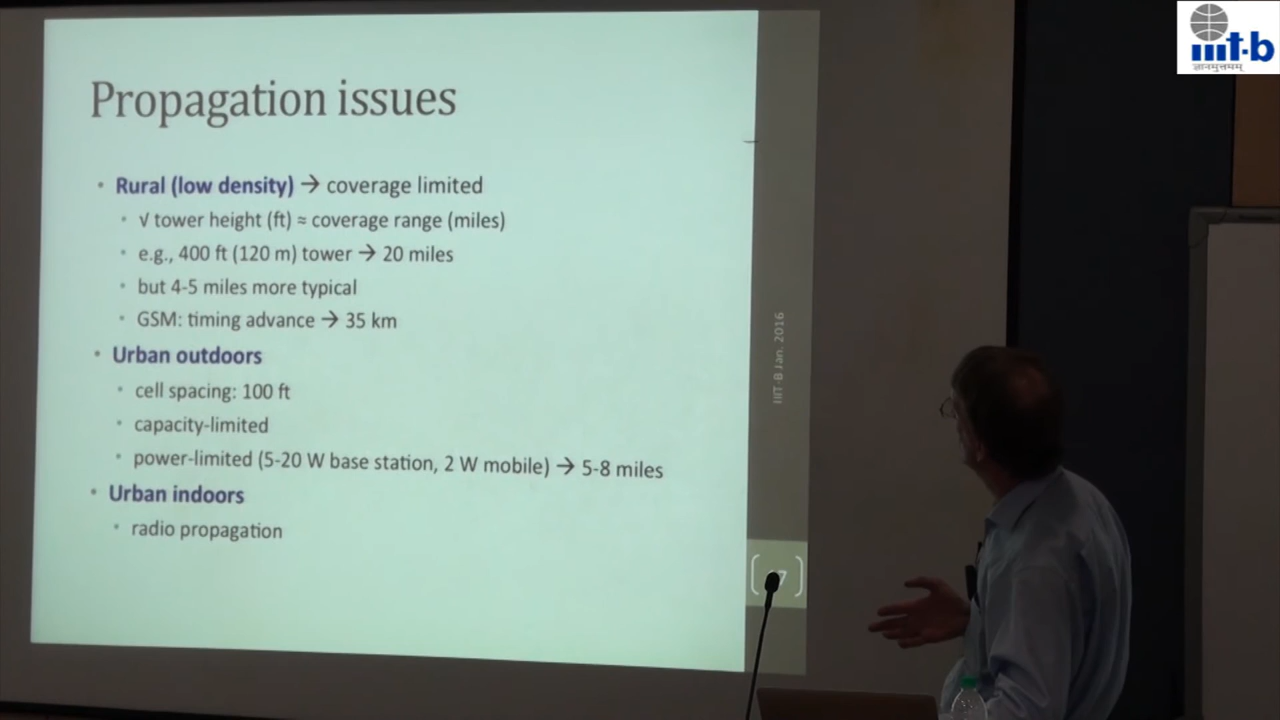 iiit-b
ज्ञानमुत्तमम्
Propagation issues
• Rural (low density) → coverage limited
• √ tower height (ft) ≈ coverage range (miles)
• e.g., 400 ft (120 m) tower → 20 miles
• but 4-5 miles more typical
• GSM: timing advance → 35 km
• Urban outdoors
• cell spacing: 100 ft
• capacity-limited
• power-limited (5-20 W base station, 2 W mobile) → 5-8 miles
• Urban indoors
• radio propagation
IIIT-B Jan. 2016